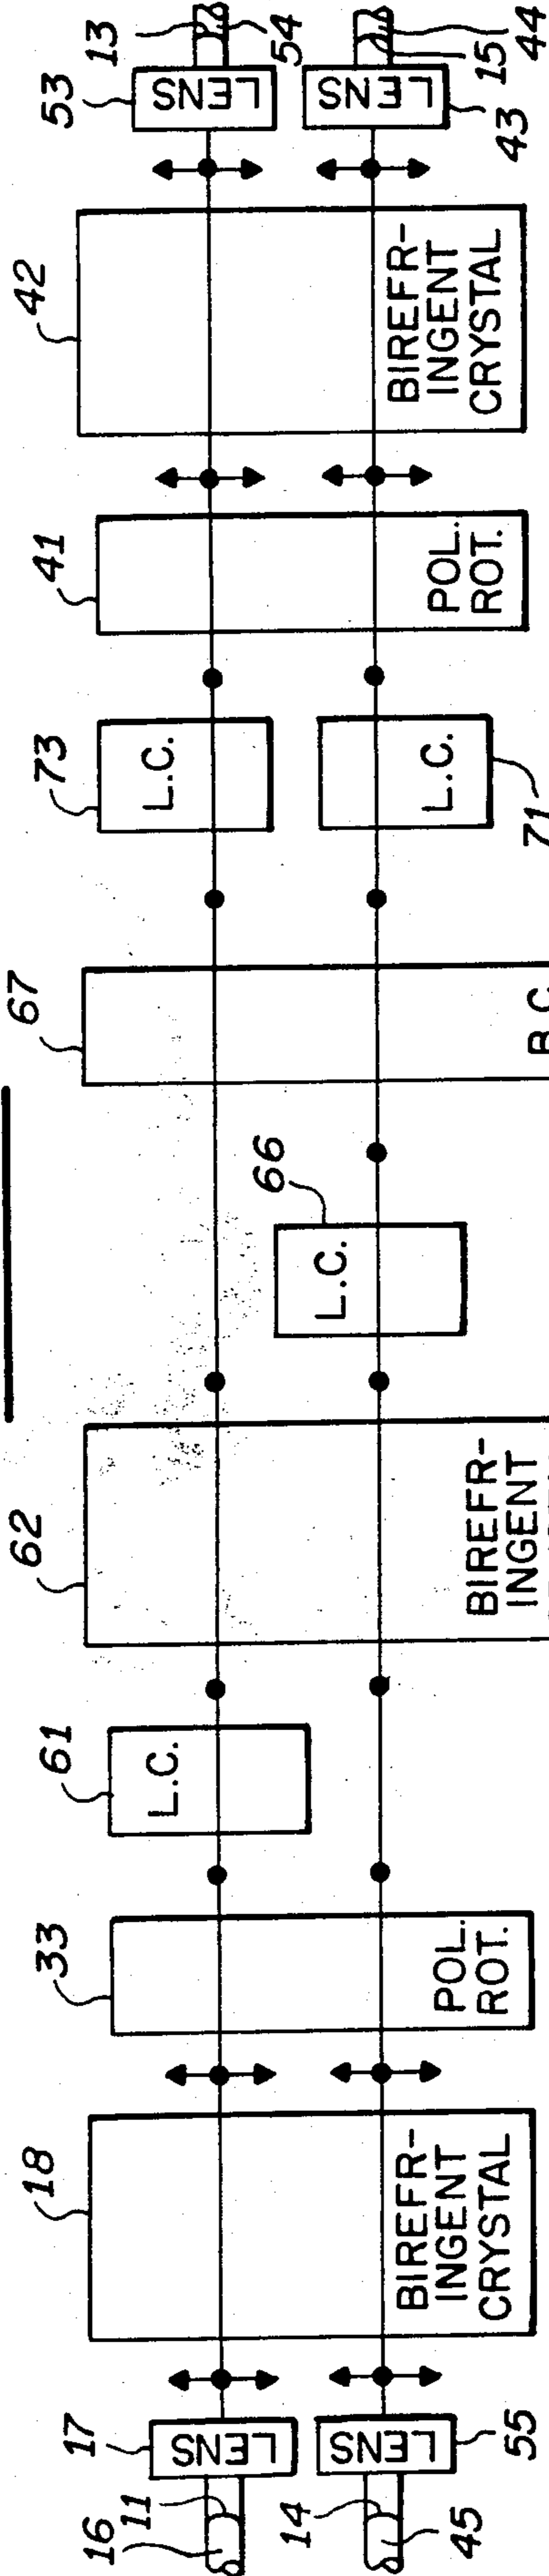 16
11
17
LENS
14
45
LENS
55
18
BIREFR-
INGENT
CRYSTAL
33
POL.
ROT.
61
L.C.
62
BIREFR-
INGENT
66
L.C.
67
B.C.
73
L.C.
L.C.
71
41
POL.
ROT.
42
BIREFR-
INGENT
CRYSTAL
53
LENS
13
54
LENS
43
15
44